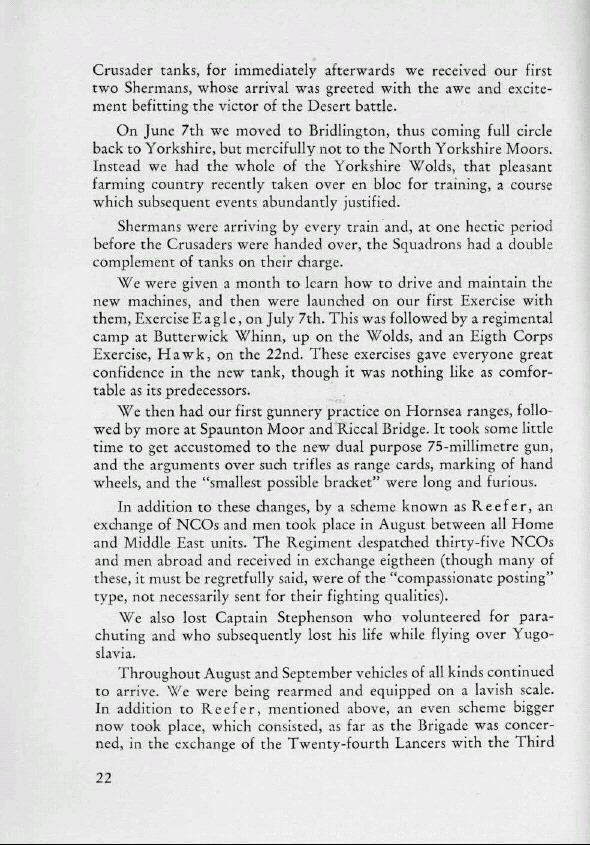 Crusader tanks, for immediately afterwards we received our first
two Shermans, whose arrival was greeted with the awe and excite-
ment befitting the victor of the Desert battle.
On June 7th we moved to Bridlington, thus coming full circle
back to Yorkshire, but mercifully not to the North Yorkshire Moors.
Instead we had the whole of the Yorkshire Wolds, that pleasant
farming country recently taken over en bloc for training, a course
which subsequent events abundantly justified.
Shermans were arriving by every train and, at one hectic period
before the Crusaders were handed over, the Squadrons had a double
complement of tanks on their charge.
We were given a month to learn how to drive and maintain the
new machines, and then were launched on our first Exercise with
them, Exercise Eagle, on July 7th. This was followed by a regimental
camp at Butterwick Whinn, up on the Wolds, and an Eigth Corps
Exercise, Hawk, on the 22nd. These exercises gave everyone great
confidence in the new tank, though it was nothing like as comfor-
table as its predecessors.
We then had our first gunnery practice on Hornsea ranges, follo-
wed by more at Spaunton Moor and Riccal Bridge. It took some little
time to get accustomed to the new dual purpose 75-millimetre gun,
and the arguments over such trifles as range cards, marking of hand
wheels, and the “smallest possible bracket” were long and furious.
In addition to these changes, by a scheme known as Reefer, an
exchange of NCOs and men took place in August between all Home
and Middle East units. The Regiment despatched thirty-five NCOs
and men abroad and received in exchange eigtheen (though many of
these, it must be regretfully said, were of the “compassionate posting”
type, not necessarily sent for their fighting qualities).
We also lost Captain Stephenson who volunteered for para-
chuting and who subsequently lost his life while flying over Yugo-
slavia.
Throughout August and September vehicles of all kinds continued
to arrive. We were being rearmed and equipped on a lavish scale.
In addition to Reefer, mentioned above, an even scheme bigger
now took place, which consisted, as far as the Brigade was concer-
ned, in the exchange of the Twenty-fourth Lancers with the Third
22